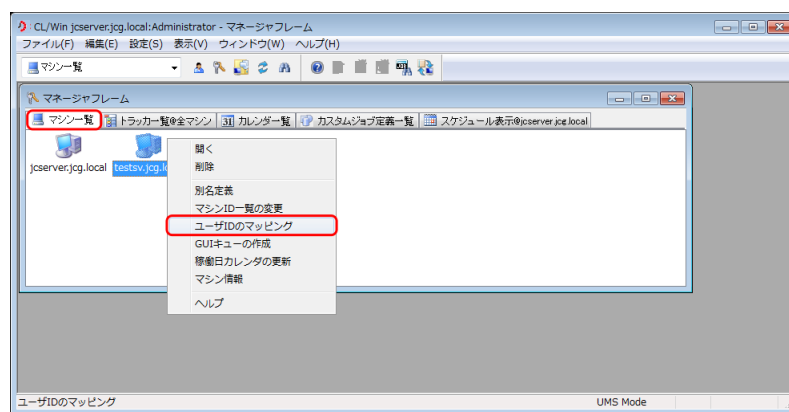 CL/Win jcserver.jcg.local:Administrator - マネージャフレーム
ファイル(F) 編集(E) 設定(S) 表示(V) ウィンドウ(W) ヘルプ(H)
マシン一覧
マネージャフレーム
マシン一覧 トラッカ一覧@全マシン 31 カレンダー一覧 カスタムジョブ定義一覧 スケジュール表示@jcserver.jcg.local
jcserver.jcg.local testsv.jcg.lo
開く
削除
別名定義
マシンID一覧の変更
ユーザIDのマッピング
GUIキューの作成
稼働日カレンダの更新
マシン情報
ヘルプ
ユーザIDのマッピング UMS Mode